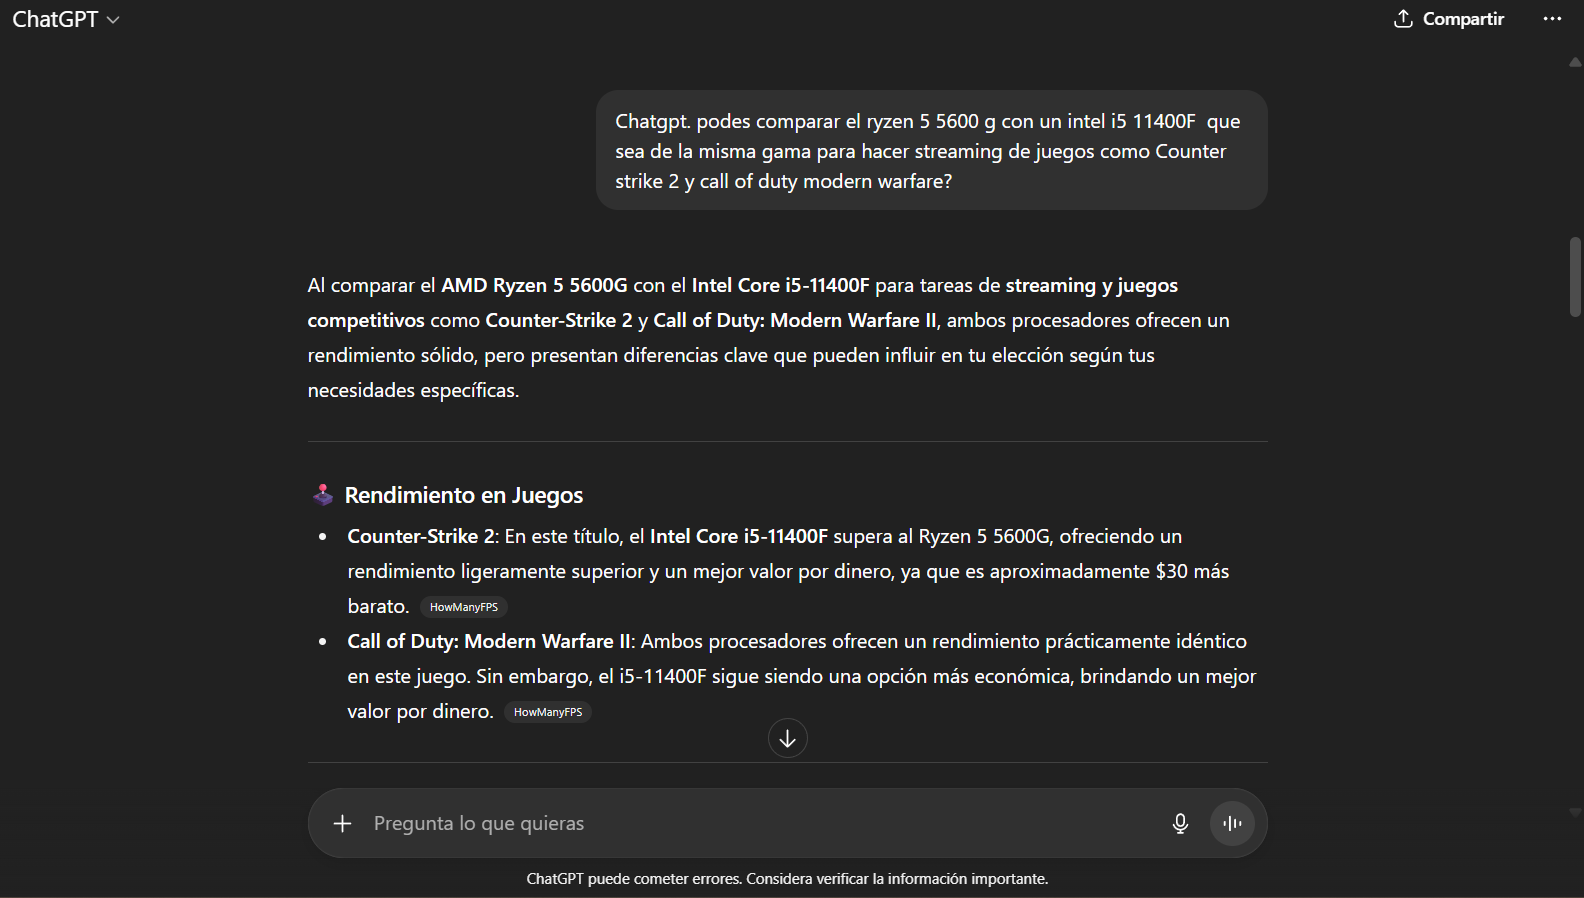 ChatGPT
Compartir
Chatgpt. podes comparar el ryzen 5 5600 g con un intel i5 11400F  que
sea de la misma gama para hacer streaming de juegos como Counter
strike 2 y call of duty modern warfare?
Al comparar el AMD Ryzen 5 5600G con el Intel Core i5-11400F para tareas de streaming y juegos
competitivos como Counter-Strike 2 y Call of Duty: Modern Warfare II, ambos procesadores ofrecen un
rendimiento sólido, pero presentan diferencias clave que pueden influir en tu elección según tus
necesidades específicas.
Rendimiento en Juegos
• Counter-Strike 2: En este título, el Intel Core i5-11400F supera al Ryzen 5 5600G, ofreciendo un
rendimiento ligeramente superior y un mejor valor por dinero, ya que es aproximadamente $30 más
barato. HowManyFPS
• Call of Duty: Modern Warfare II: Ambos procesadores ofrecen un rendimiento prácticamente idéntico
en este juego. Sin embargo, el i5-11400F sigue siendo una opción más económica, brindando un mejor
valor por dinero. HowManyFPS
Pregunta lo que quieras
ChatGPT puede cometer errores. Considera verificar la información importante.